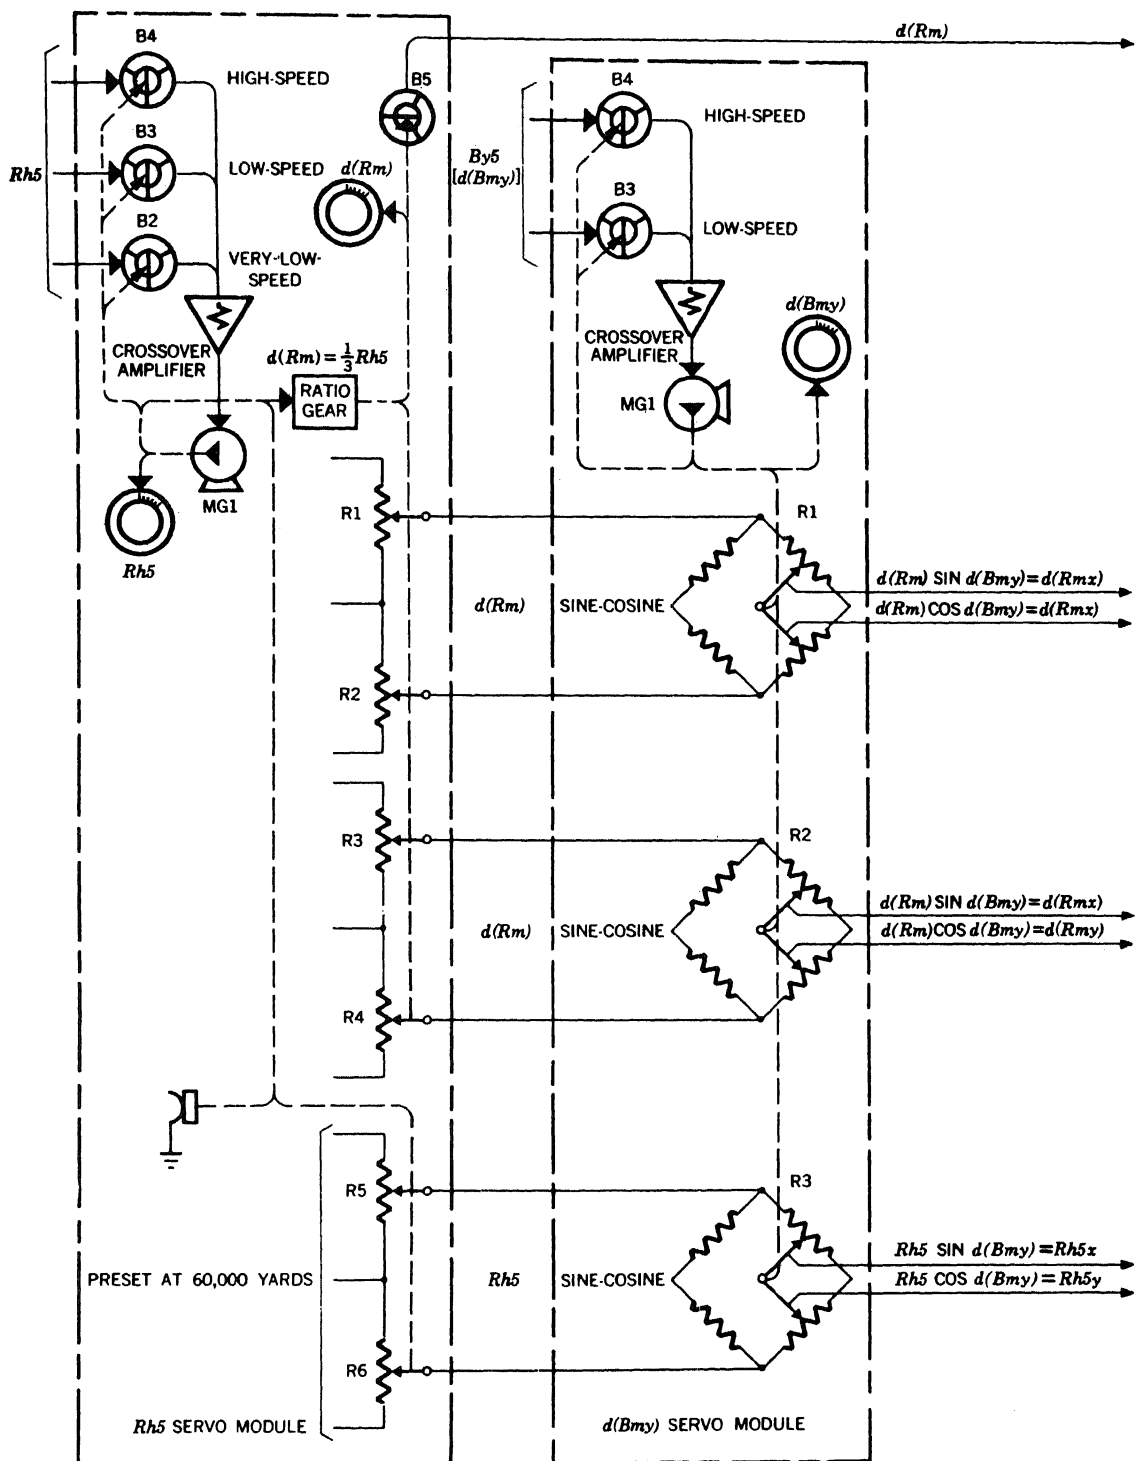 d(Rm)
B4
HIGH-SPEED
B5
B3
Rh5
LOW-SPEED
d(Rm)
B2
VERY-LOW-
SPEED
CROSSOVER
AMPLIFIER
d(Rm) = 1/3 Rh5
RATIO
GEAR
MG1
Rh5
B4
HIGH-SPEED
By5
[d(Bmy)]
B3
LOW-SPEED
d(Bmy)
CROSSOVER
AMPLIFIER
MG1
R1
R1
d(Rm)
SINE-COSINE
d(Rm) SIN d(Bmy)=d(Rmx)
d(Rm) COS d(Bmy)=d(Rmx)
R2
R3
R2
d(Rm)
SINE-COSINE
d(Rm) SIN d(Bmy)=d(Rmx)
d(Rm)COS d(Bmy)=d(Rmy)
R4
R5
R3
PRESET AT 60,000 YARDS
Rh5
SINE-COSINE
Rh5 SIN d(Bmy)=Rh5x
Rh5 COS d(Bmy)=Rh5y
R6
Rh5 SERVO MODULE
d(Bmy) SERVO MODULE